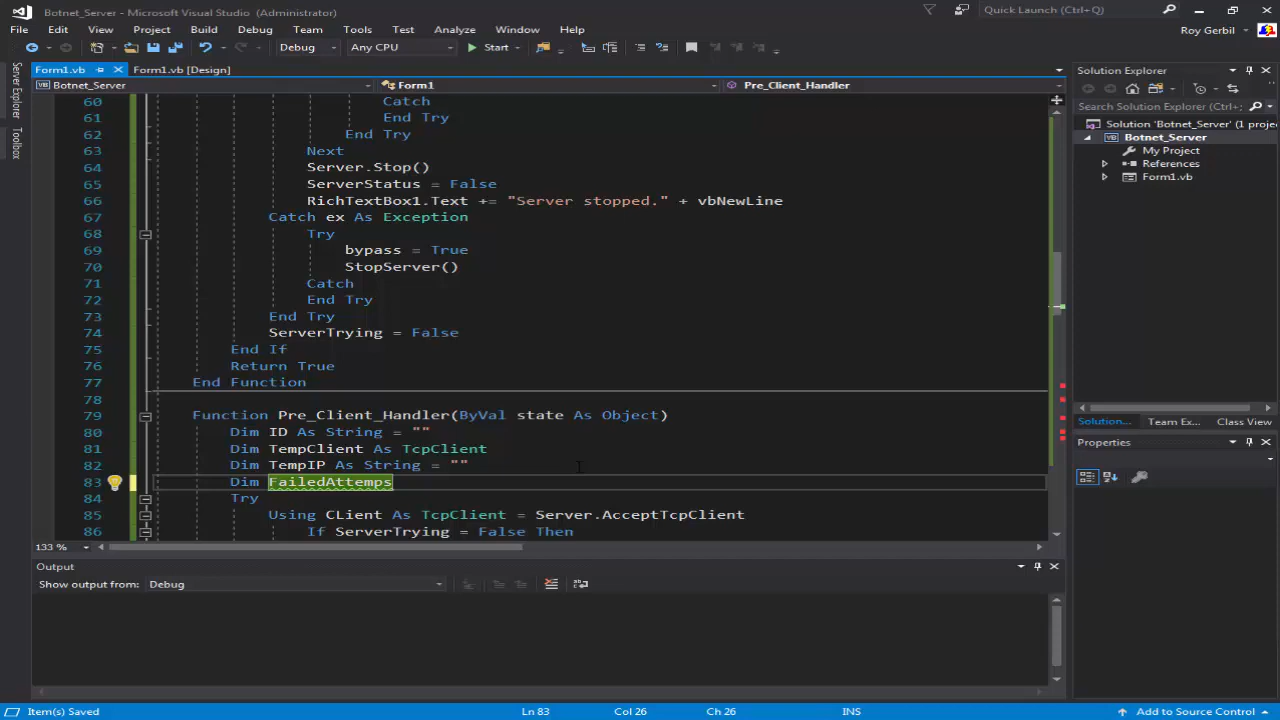 Botnet_Server - Microsoft Visual Studio (Administrator)
Quick Launch (Ctrl+Q)
File Edit View Project Build Debug Team Tools Test Analyze Window Help
Roy Gerbil
Debug Any CPU Start
Server Explorer
Toolbox
Form1.vb Form1.vb [Design]
Botnet_Server Form1 Pre_Client_Handler
60 Catch
61 End Try
62 End Try
63 Next
64 Server.Stop()
65 ServerStatus = False
66 RichTextBox1.Text += "Server stopped." + vbNewLine
67 Catch ex As Exception
68 Try
69 bypass = True
70 StopServer()
71 Catch
72 End Try
73 End Try
74 ServerTrying = False
75 End If
76 Return True
77 End Function
78
79 Function Pre_Client_Handler(ByVal state As Object)
80 Dim ID As String = ""
81 Dim TempClient As TcpClient
82 Dim TempIP As String = ""
83 Dim FailedAttemps
84 Try
85 Using CLient As TcpClient = Server.AcceptTcpClient
86 If ServerTrying = False Then
133 %
Solution Explorer
Search Solution Explorer (Ctrl+;
Solution 'Botnet_Server' (1 projec
Botnet_Server
My Project
References
Form1.vb
Solution... Team Ex... Class View
Properties
Output
Show output from: Debug
Item(s) Saved Ln 83 Col 26 Ch 26 INS Add to Source Control